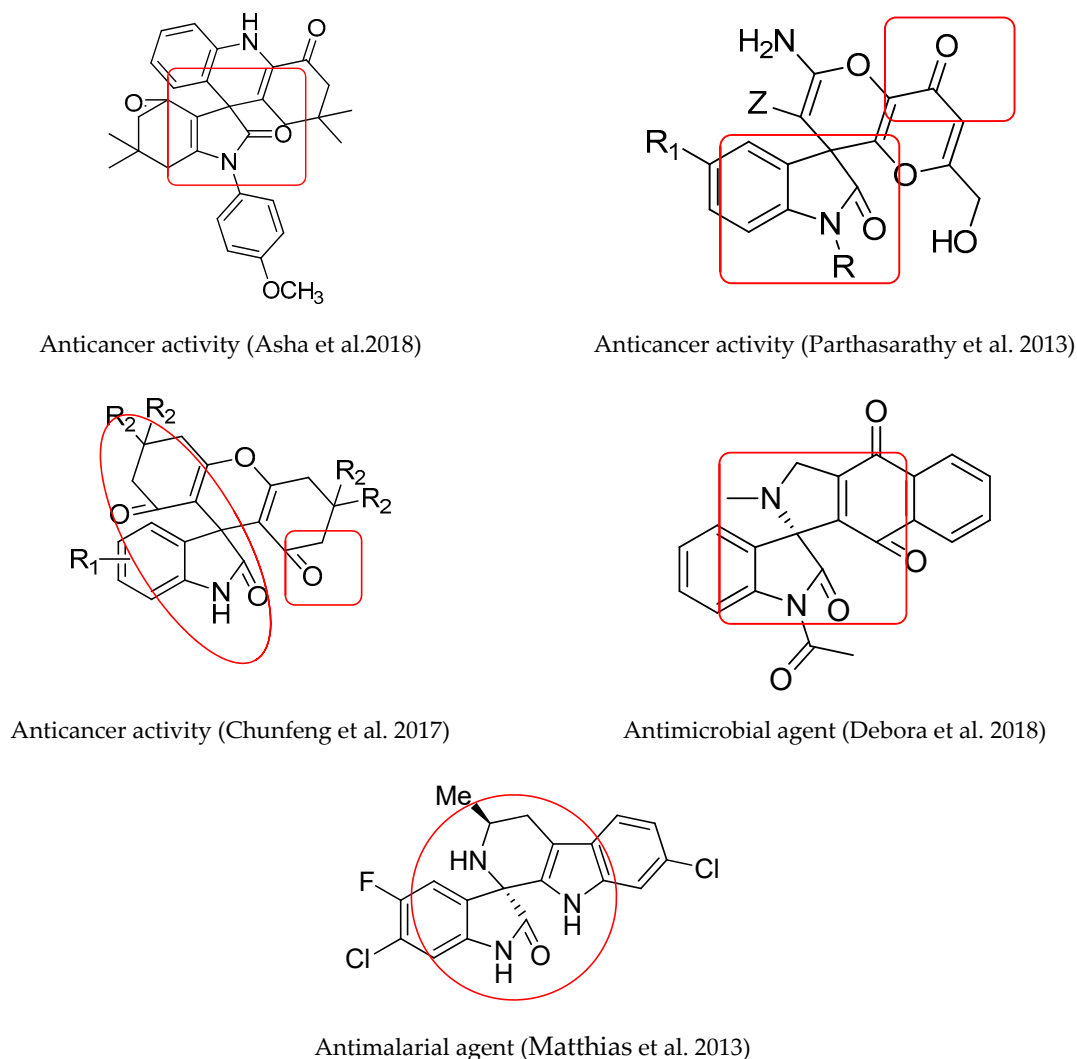 H
N
O
O
O
N
OCH3
H2N
O
O
Z
R1
O
O
N
R
HO
Anticancer activity (Asha et al.2018)
Anticancer activity (Parthasarathy et al. 2013)
R2
R2
O
R2
R2
O
O
O
R1
N
H
O
N
O
O
N
O
Anticancer activity (Chunfeng et al. 2017)
Antimicrobial agent (Debora et al. 2018)
Me
HN
F
Cl
N
H
Cl
N
H
O
Antimalarial agent (Matthias et al. 2013)